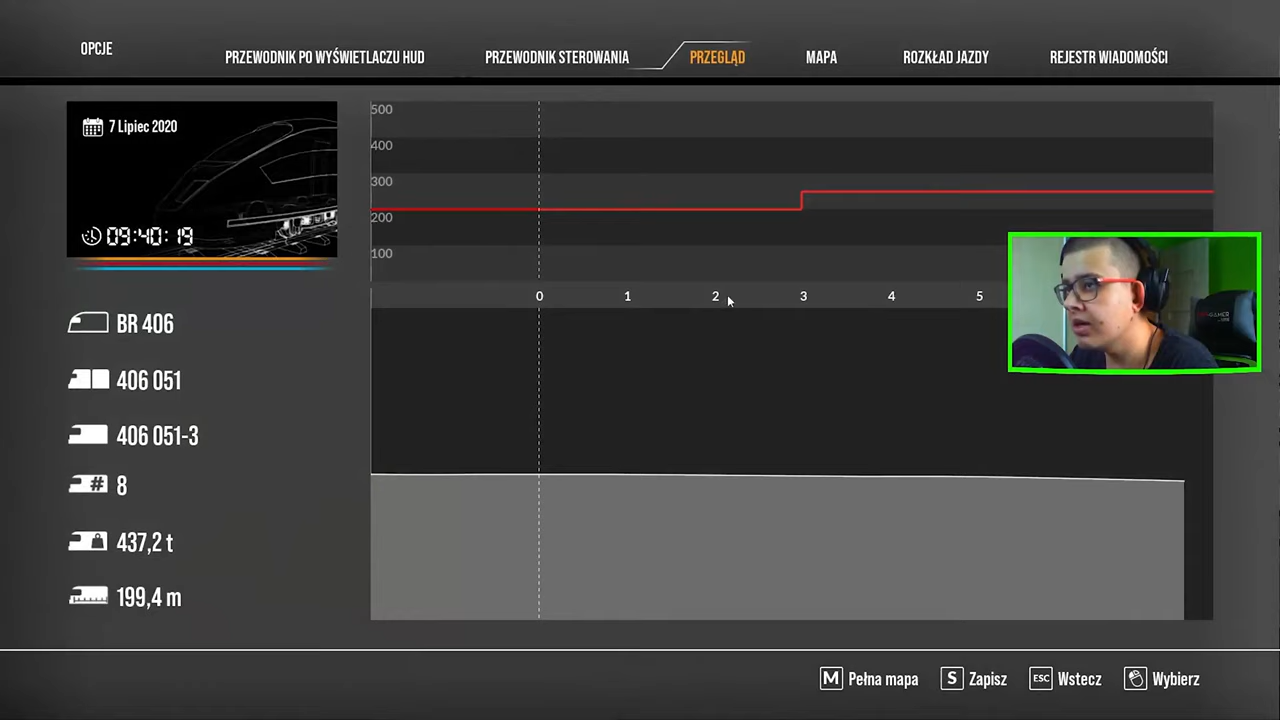 OPCJE
PRZEWODNIK PO WYŚWIETLACZU HUD
PRZEWODNIK STEROWANIA
PRZEGLĄD
MAPA
ROZKŁAD JAZDY
REJESTR WIADOMOŚCI
7 Lipiec 2020
09:40:19
BR 406
406 051
406 051-3
# 8
437,2 t
199,4 m
500
400
300
200
100
0 1 2 3 4 5
M Pełna mapa
S Zapisz
ESC Wstecz
Wybierz